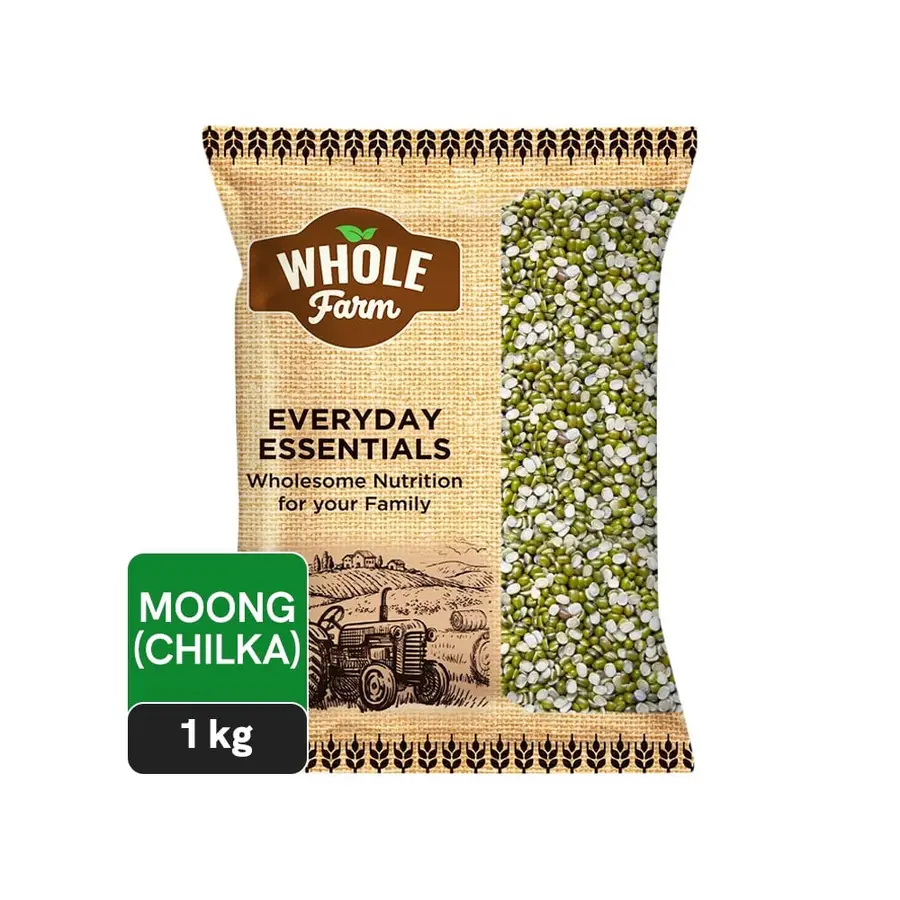 WHOLE
Farm
EVERYDAY
ESSENTIALS
Wholesome Nutrition
for your Family
MOONG
(CHILKA)
1 kg